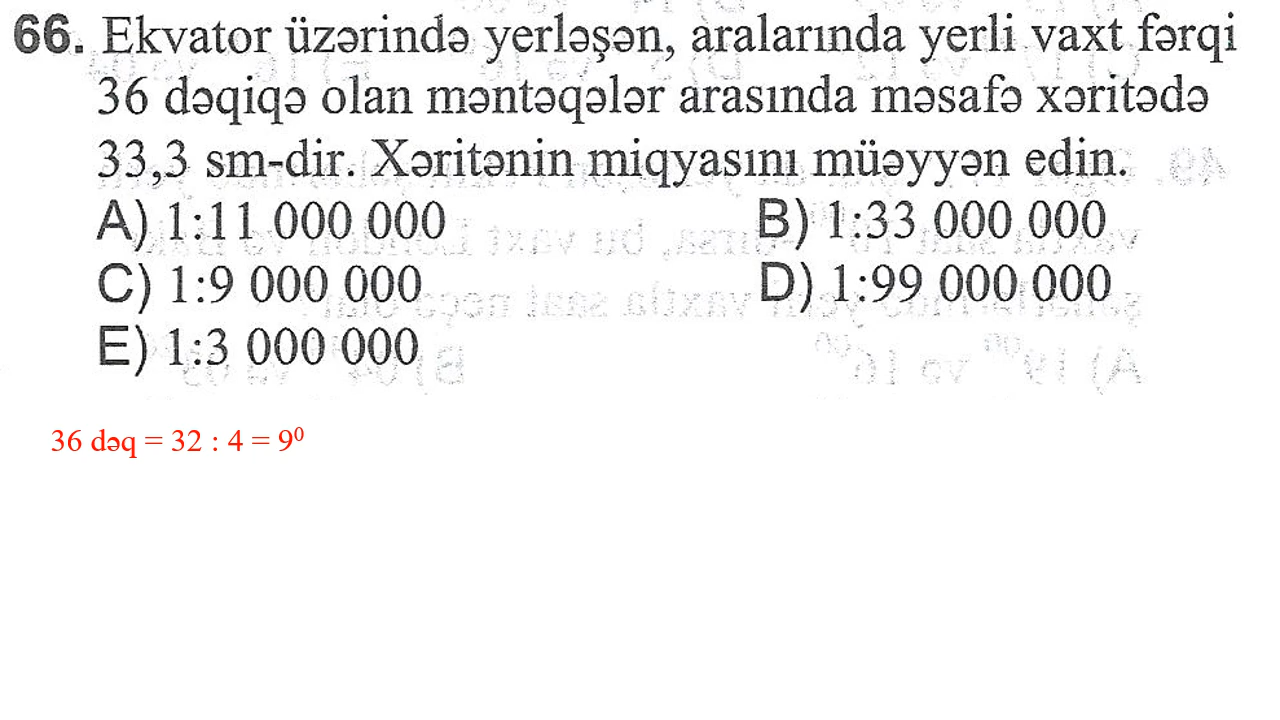 66. Ekvator üzərində yerləşən, aralarında yerli vaxt fərqi
36 dəqiqə olan məntəqələr arasında məsafə xəritədə
33,3 sm-dir. Xəritənin miqyasını müəyyən edin.
A) 1:11 000 000 B) 1:33 000 000
C) 1:9 000 000 D) 1:99 000 000
E) 1:3 000 000
36 dəq = 32 : 4 = 9⁰